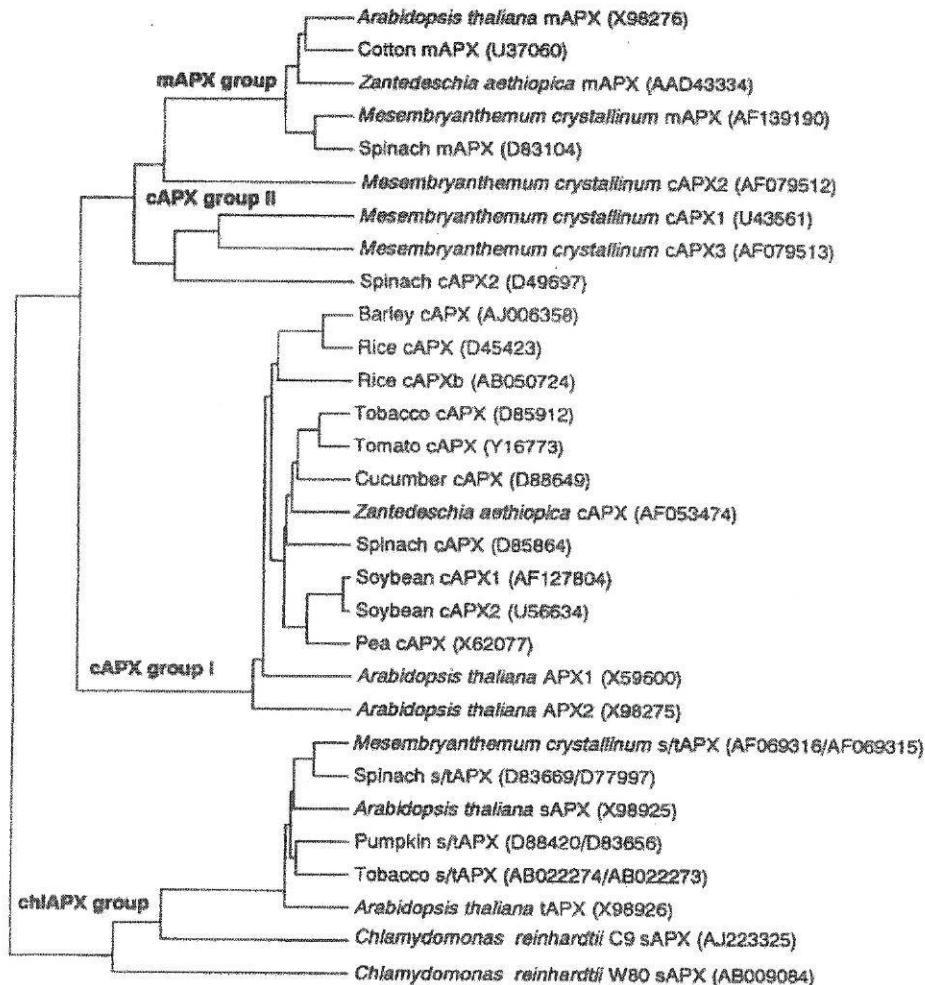 Arabidopsis thaliana mAPX (X98276)
Cotton mAPX (U37060)
mAPX group
Zantedeschia aethiopica mAPX (AAD43334)
Mesembryanthemum crystallinum mAPX (AF139190)
Spinach mAPX (D83104)
Mesembryanthemum crystallinum cAPX2 (AF079512)
cAPX group II
Mesembryanthemum crystallinum cAPX1 (U43561)
Mesembryanthemum crystallinum cAPX3 (AF079513)
Spinach cAPX2 (D49697)
Barley cAPX (AJ006358)
Rice cAPX (D45423)
Rice cAPXb (AB050724)
Tobacco cAPX (D85912)
Tomato cAPX (Y16773)
Cucumber cAPX (D88649)
Zantedeschia aethiopica cAPX (AF053474)
Spinach cAPX (D85864)
Soybean cAPX1 (AF127804)
Soybean cAPX2 (U56634)
Pea cAPX (X62077)
cAPX group I
Arabidopsis thaliana APX1 (X59600)
Arabidopsis thaliana APX2 (X98275)
Mesembryanthemum crystallinum s/tAPX (AF069316/AF069315)
Spinach s/tAPX (D83669/D77997)
Arabidopsis thaliana sAPX (X98925)
Pumpkin s/tAPX (D88420/D83656)
Tobacco s/tAPX (AB022274/AB022273)
chlAPX group
Arabidopsis thaliana tAPX (X98926)
Chlamydomonas reinhardtii C9 sAPX (AJ223325)
Chlamydomonas reinhardtii W80 sAPX (AB009084)